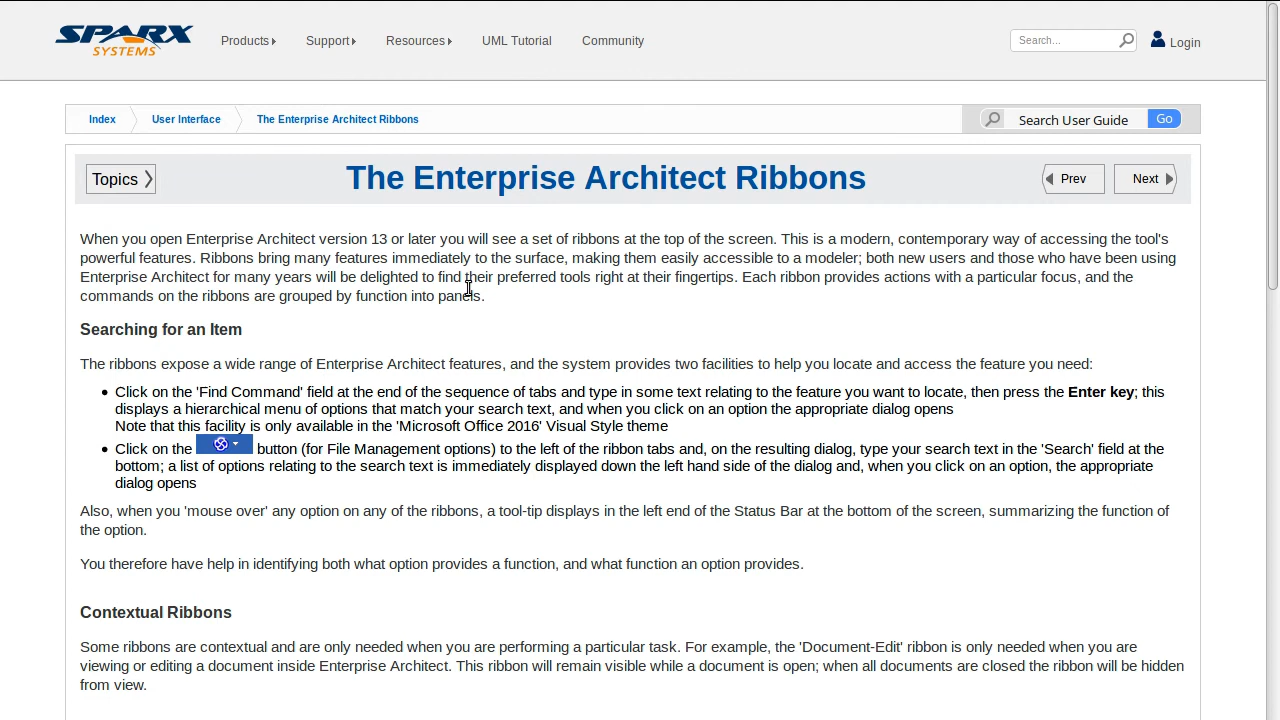 SPARX
SYSTEMS
Products
Support
Resources
UML Tutorial
Community
Search...
Login
Index
User Interface
The Enterprise Architect Ribbons
Search User Guide
Go
Topics
The Enterprise Architect Ribbons
Prev
Next
When you open Enterprise Architect version 13 or later you will see a set of ribbons at the top of the screen. This is a modern, contemporary way of accessing the tool's
powerful features. Ribbons bring many features immediately to the surface, making them easily accessible to a modeler; both new users and those who have been using
Enterprise Architect for many years will be delighted to find their preferred tools right at their fingertips. Each ribbon provides actions with a particular focus, and the
commands on the ribbons are grouped by function into panels.
Searching for an Item
The ribbons expose a wide range of Enterprise Architect features, and the system provides two facilities to help you locate and access the feature you need:
Click on the 'Find Command' field at the end of the sequence of tabs and type in some text relating to the feature you want to locate, then press the Enter key; this
displays a hierarchical menu of options that match your search text, and when you click on an option the appropriate dialog opens
Note that this facility is only available in the 'Microsoft Office 2016' Visual Style theme
Click on the button (for File Management options) to the left of the ribbon tabs and, on the resulting dialog, type your search text in the 'Search' field at the
bottom; a list of options relating to the search text is immediately displayed down the left hand side of the dialog and, when you click on an option, the appropriate
dialog opens
Also, when you 'mouse over' any option on any of the ribbons, a tool-tip displays in the left end of the Status Bar at the bottom of the screen, summarizing the function of
the option.
You therefore have help in identifying both what option provides a function, and what function an option provides.
Contextual Ribbons
Some ribbons are contextual and are only needed when you are performing a particular task. For example, the 'Document-Edit' ribbon is only needed when you are
viewing or editing a document inside Enterprise Architect. This ribbon will remain visible while a document is open; when all documents are closed the ribbon will be hidden
from view.